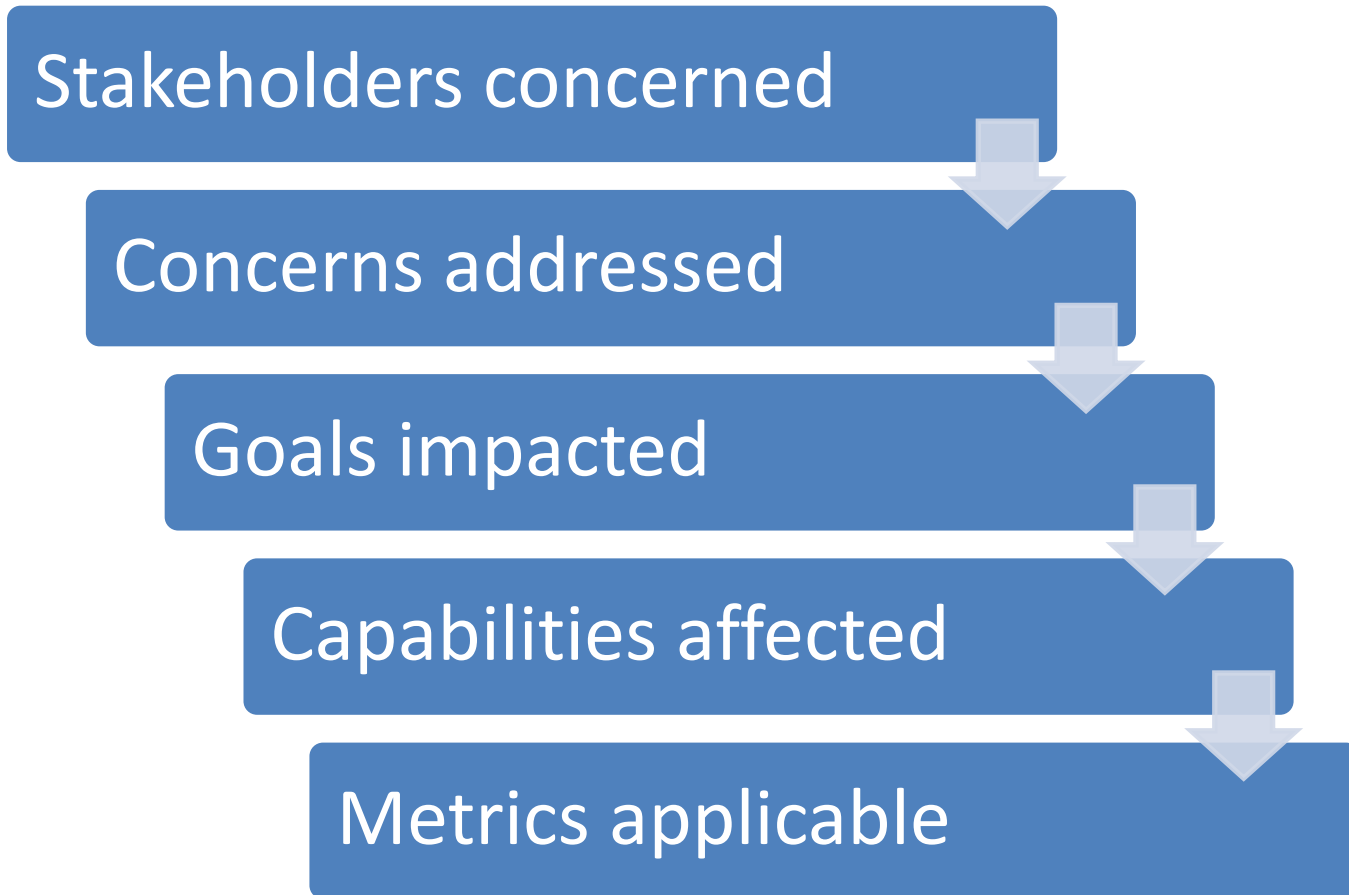 Stakeholders concerned
Concerns addressed
Goals impacted
Capabilities affected
Metrics applicable